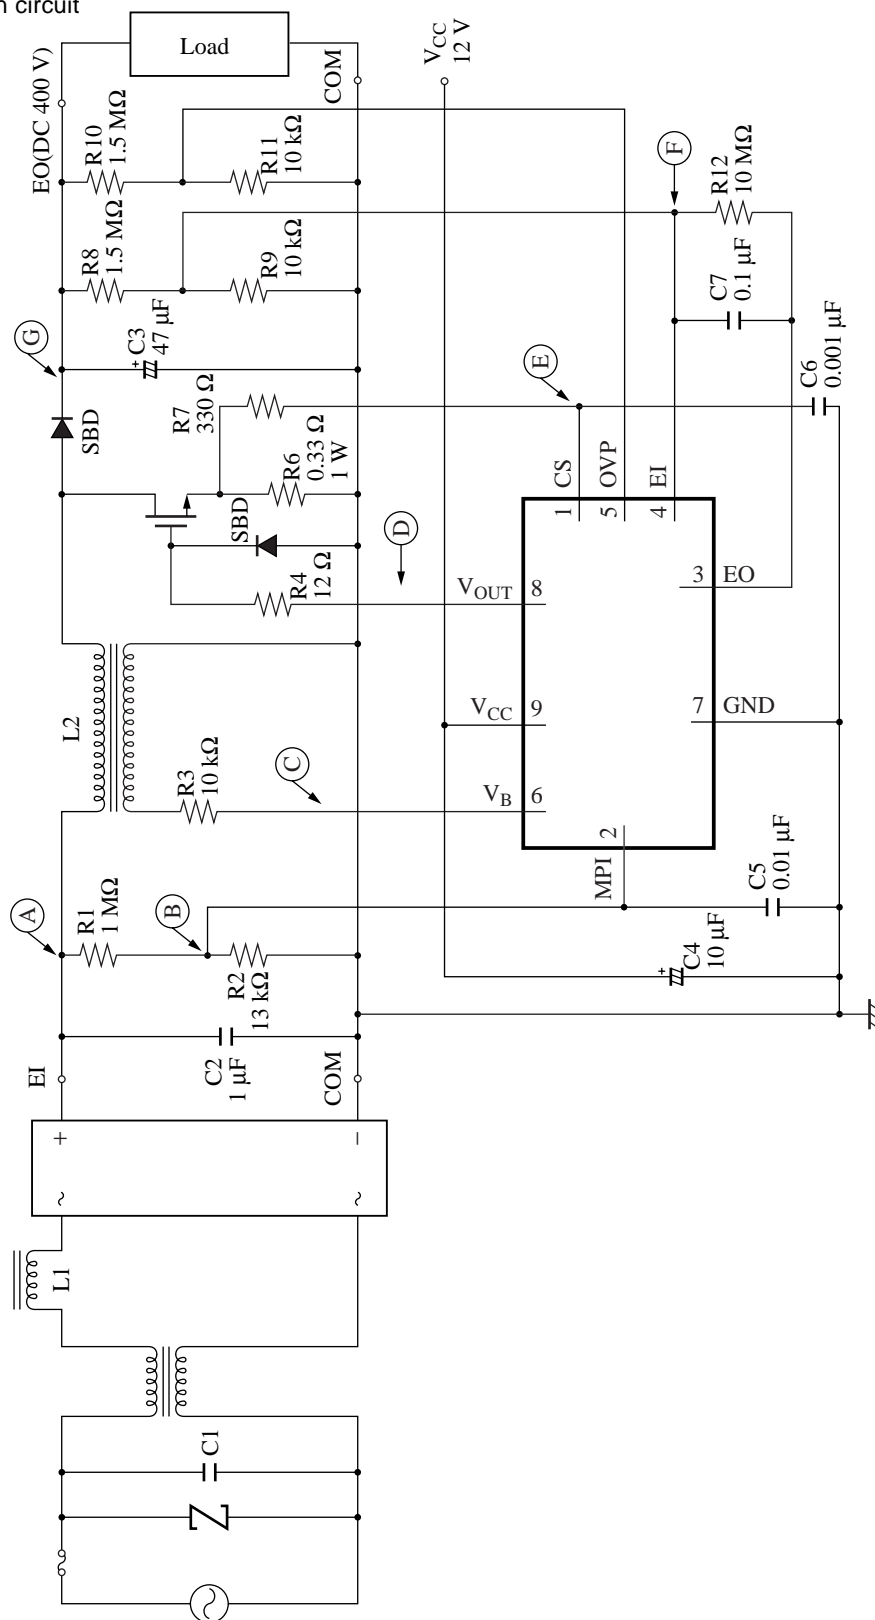 n circuit
Load
EO(DC 400 V)
COM
V_CC
12 V
R10
1.5 MΩ
R11
10 kΩ
F
R12
10 MΩ
R8
1.5 MΩ
R9
10 kΩ
C7
0.1 µF
G
+
C3
47 µF
E
C6
0.001 µF
SBD
R7
330 Ω
R6
0.33 Ω
1 W
CS
OVP
EI
1
5
4
SBD
D
R4
12 Ω
V_OUT
8
3
EO
L2
V_CC
9
7
GND
R3
10 kΩ
C
V_B
6
MPI
2
A
R1
1 MΩ
B
R2
13 kΩ
C5
0.01 µF
+
C4
10 µF
EI
C2
1 µF
COM
+
−
~
~
L1
C1